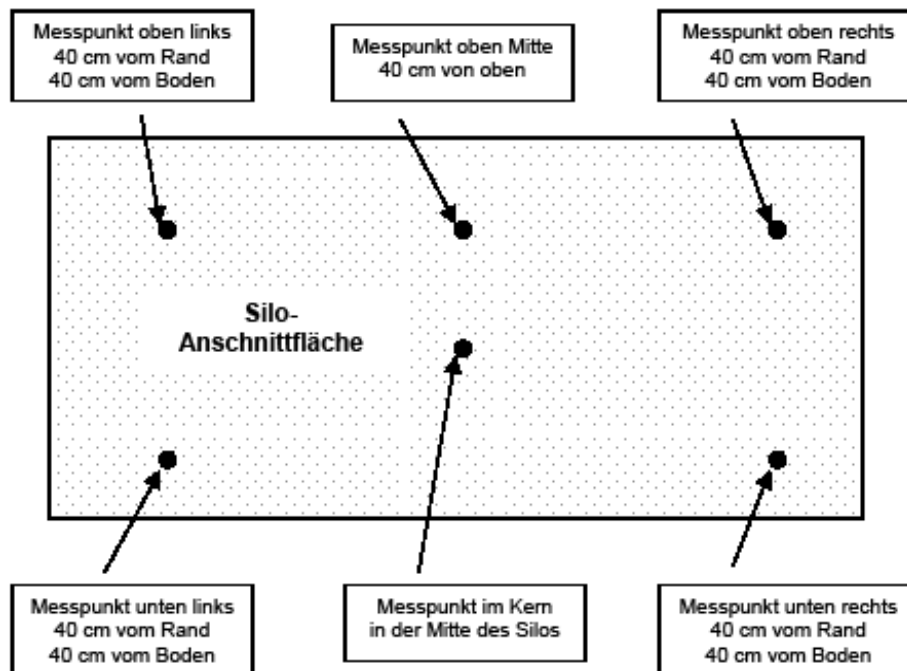 Messpunkt oben links
40 cm vom Rand
40 cm vom Boden
Messpunkt oben Mitte
40 cm von oben
Messpunkt oben rechts
40 cm vom Rand
40 cm vom Boden
Silo-
Anschnittfläche
Messpunkt unten links
40 cm vom Rand
40 cm vom Boden
Messpunkt im Kern
in der Mitte des Silos
Messpunkt unten rechts
40 cm vom Rand
40 cm vom Boden